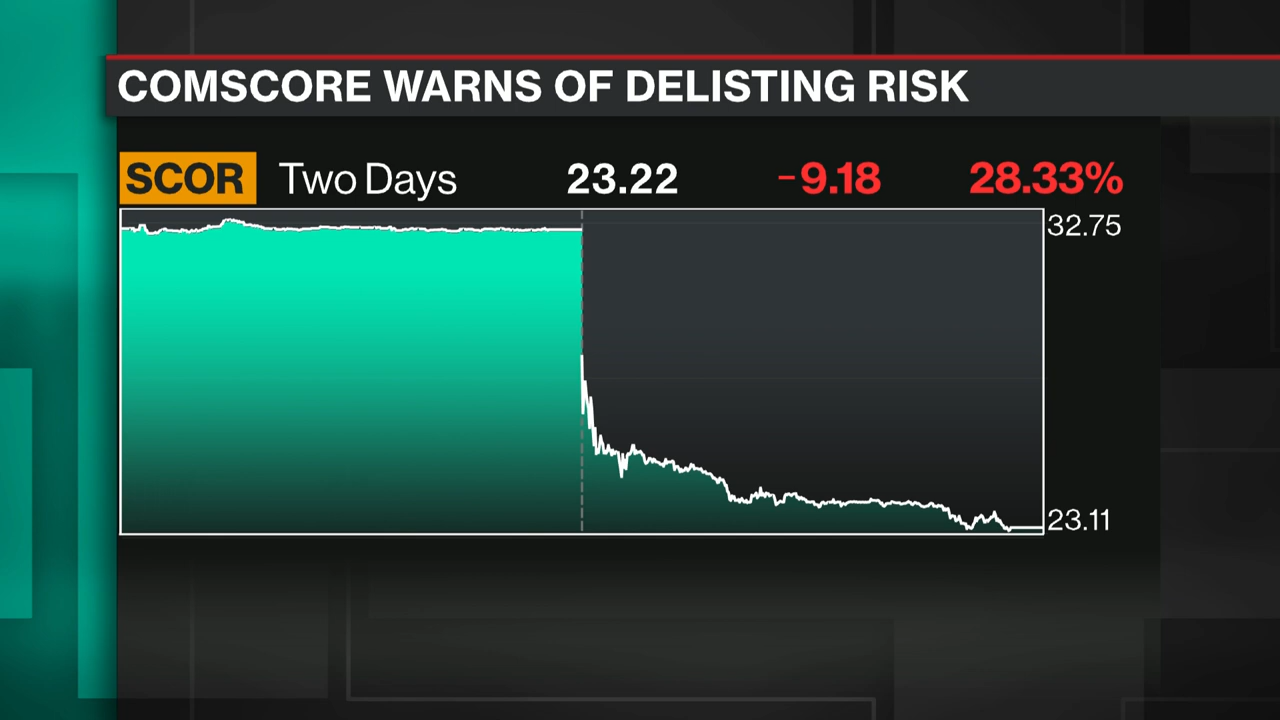 COMSCORE WARNS OF DELISTING RISK
SCOR Two Days 23.22 -9.18 28.33%
32.75
23.11